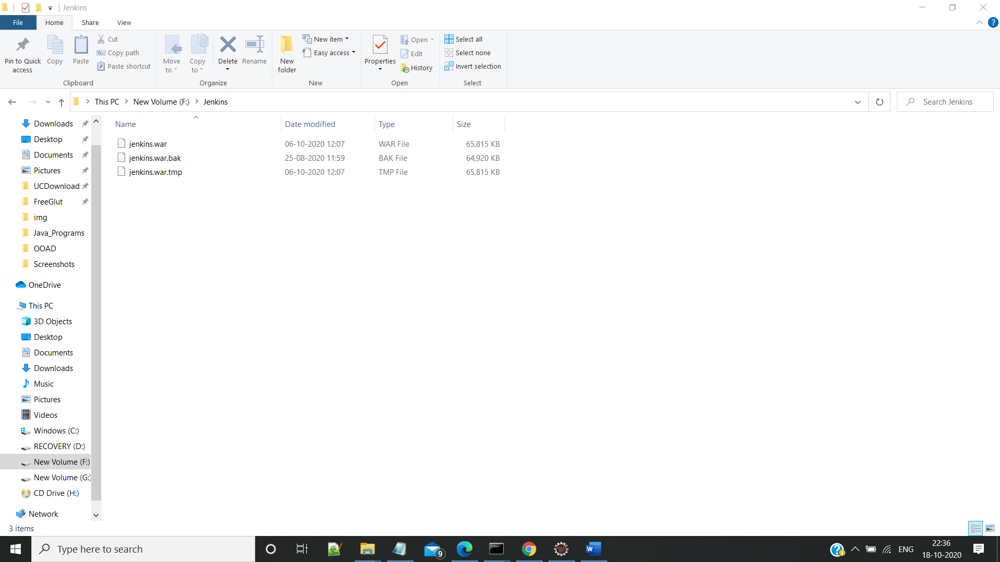 Jenkins
File
Home
Share
View
?
Pin to Quick access
Copy
Paste
Cut
Copy path
Paste shortcut
Clipboard
Move to
Copy to
Delete
Rename
Organize
New folder
New item
Easy access
New
Properties
Open
Edit
History
Open
Select all
Select none
Invert selection
Select
This PC
New Volume (F:)
Jenkins
Search Jenkins
Name
Date modified
Type
Size
jenkins.war 06-10-2020 12:07 WAR File 65,815 KB
jenkins.war.bak 25-08-2020 11:59 BAK File 64,920 KB
jenkins.war.tmp 06-10-2020 12:07 TMP File 65,815 KB
Downloads
Desktop
Documents
Pictures
UCDownload
FreeGlut
img
Java_Programs
OOAD
Screenshots
OneDrive
This PC
3D Objects
Desktop
Documents
Downloads
Music
Pictures
Videos
Windows (C:)
RECOVERY (D:)
New Volume (F:)
New Volume (G:)
CD Drive (H:)
Network
3 items
Type here to search
9
W
?
ENG
22:36
18-10-2020